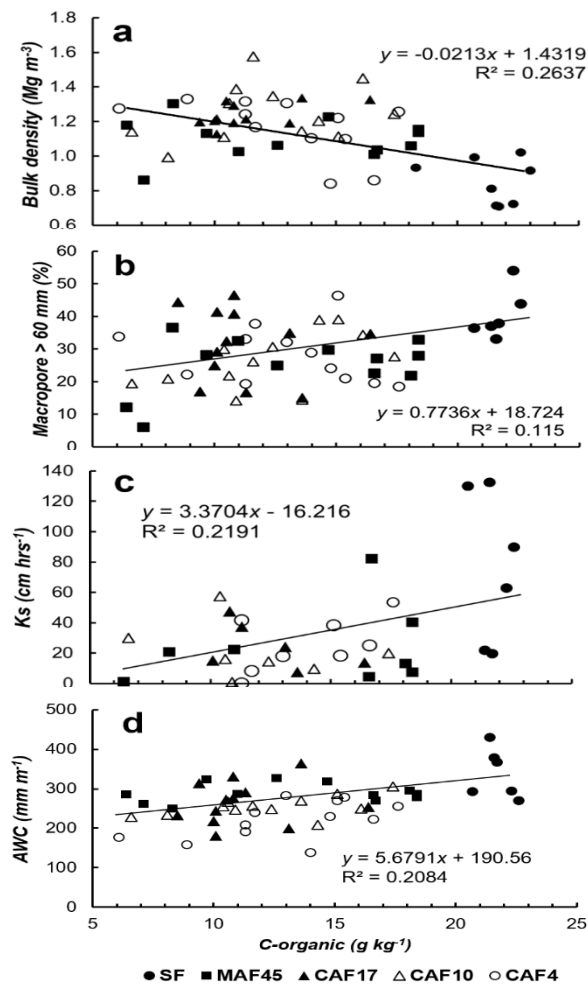 a
y = -0.0213x + 1.4319
R² = 0.2637
Bulk density (Mg m⁻³)
1.8
1.6
1.4
1.2
1.0
0.8
0.6
b
Macropore > 60 mm (%)
60
50
40
30
20
10
0
0.7736x + 18.724
R² = 0.115
c
y = 3.3704x - 16.216
R² = 0.2191
Ks (cm hrs⁻¹)
140
120
100
80
60
40
20
0
d
AWC (mm m⁻¹)
500
400
300
200
100
0
y = 5.6791x + 190.56
R² = 0.2084
5 10 15 20 25
C-organic (g kg⁻¹)
● SF ■ MAF45 ▲ CAF17 △ CAF10 ○ CAF4